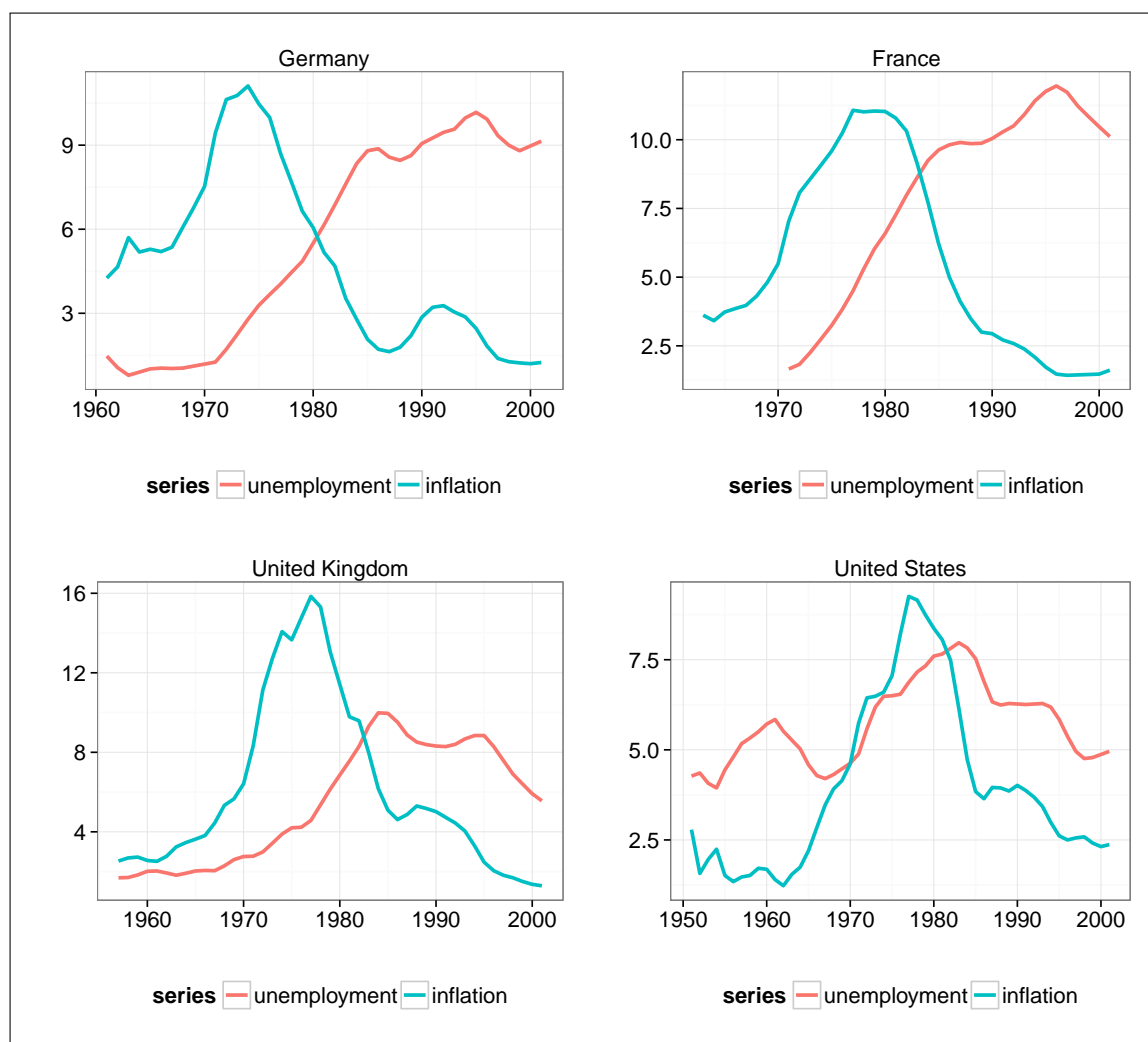 Germany
9
6
3
1960 1970 1980 1990 2000
series unemployment inflation
France
10.0
7.5
5.0
2.5
1970 1980 1990 2000
series unemployment inflation
United Kingdom
16
12
8
4
1960 1970 1980 1990 2000
series unemployment inflation
United States
7.5
5.0
2.5
1950 1960 1970 1980 1990 2000
series unemployment inflation